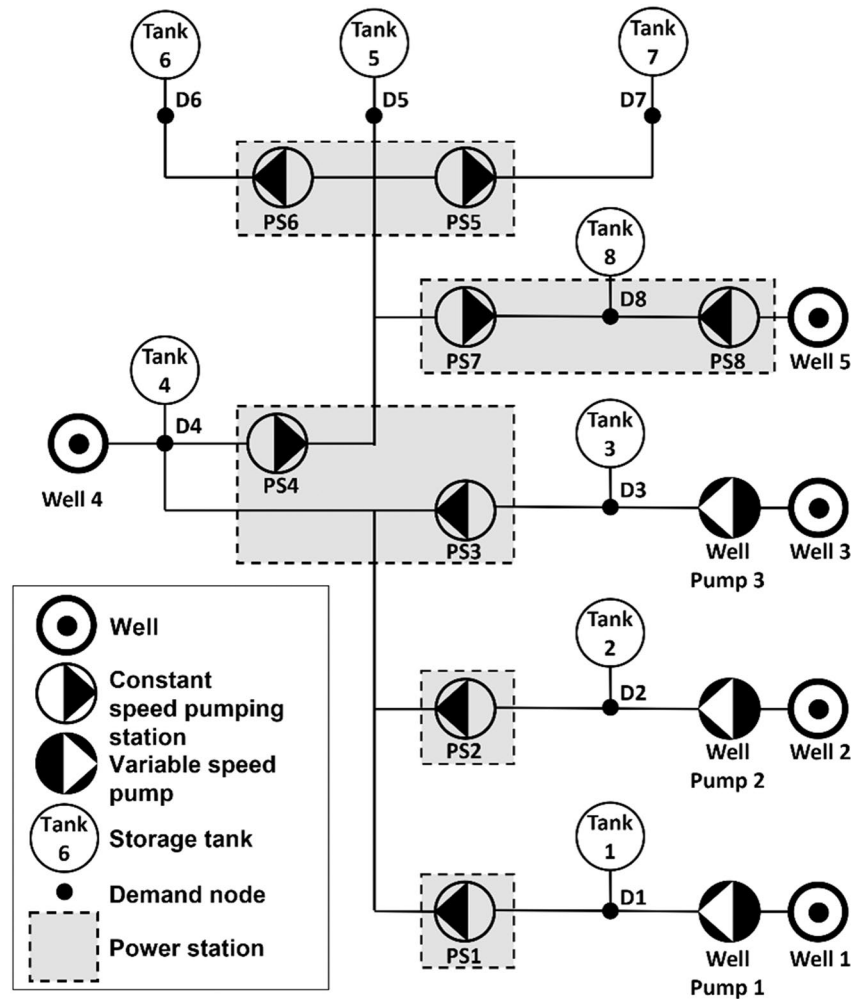 Tank
6
Tank
5
Tank
7
D6
D5
D7
PS6
PS5
Tank
8
D8
PS7
PS8
Well 5
Tank
4
D4
Well 4
PS4
Tank
3
D3
PS3
Well
Pump 3
Well 3
Tank
2
D2
PS2
Well
Pump 2
Well 2
Tank
1
D1
PS1
Well
Pump 1
Well 1
Well
Constant
speed pumping
station
Variable speed
pump
Tank
6
Storage tank
Demand node
Power station